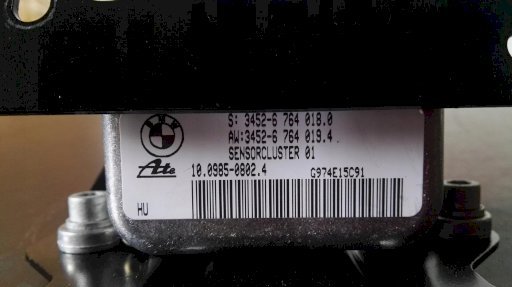 S: 3452-6 764 018.0
AW:3452-6 764 019.4
SENSORCLUSTER 01
Ate
10.0985-0802.4
G974E15C91
HU